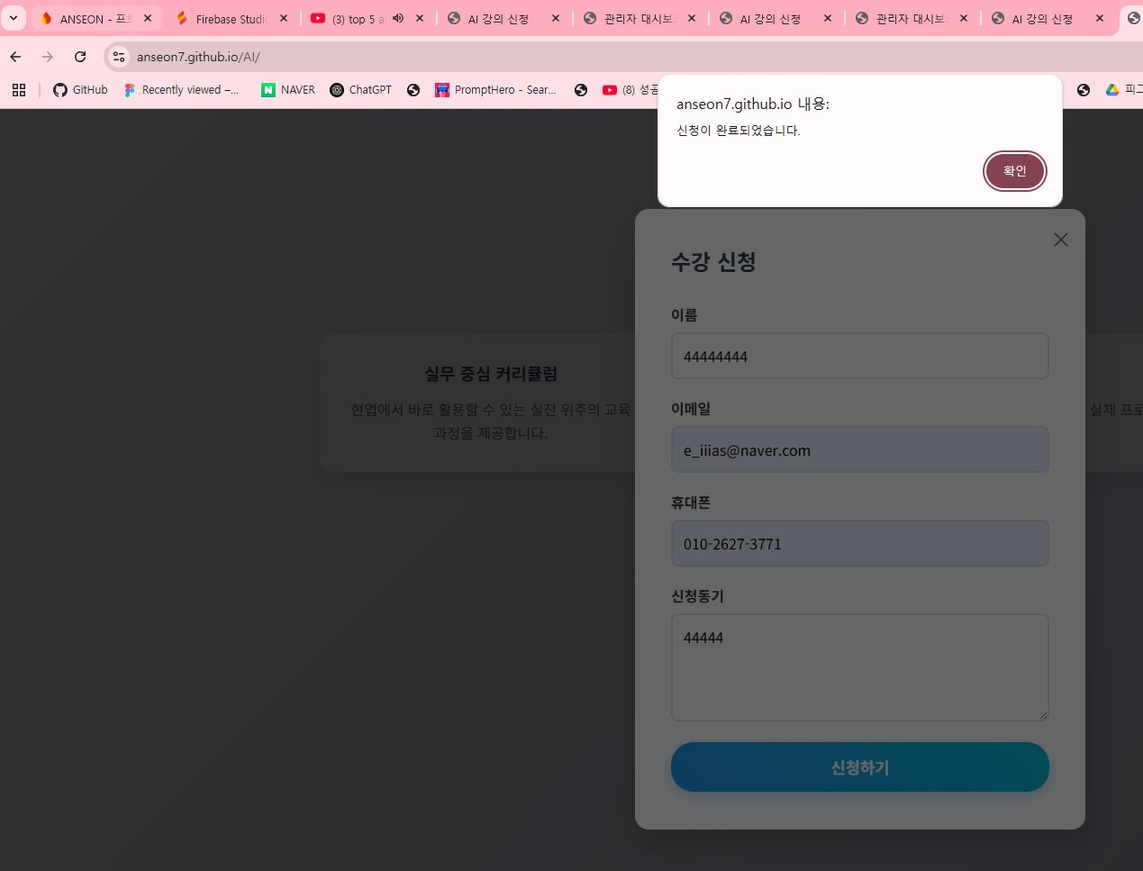 ANSEON - 프
Firebase Studi
(3) top 5 a
AI 강의 신청
관리자 대시보
AI 강의 신청
관리자 대시보
AI 강의 신청
anseon7.github.io/AI/
GitHub
Recently viewed –...
NAVER
ChatGPT
PromptHero - Sear...
(8) 성공
피그
anseon7.github.io 내용:
신청이 완료되었습니다.
확인
수강 신청
이름
44444444
실무 중심 커리큘럼
현업에서 바로 활용할 수 있는 실전 위주의 교육
과정을 제공합니다.
실제 프로
이메일
e_iiias@naver.com
휴대폰
010-2627-3771
신청동기
44444
신청하기